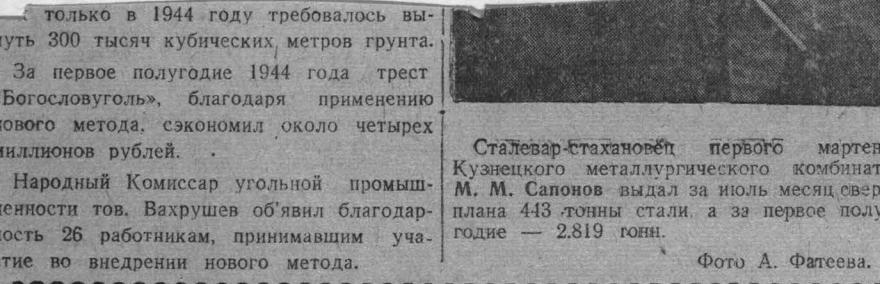 только в 1944 году требовалось вы-
нуть 300 тысяч кубических метров грунта.
За первое полугодие 1944 года трест
«Богословуголь», благодаря применению
нового метода, сэкономил около четырех
миллионов рублей.
Народный Комиссар угольной промыш-
ленности тов. Вахрушев об'явил благодар-
ность 26 работникам, принимавшим уча-
стие во внедрении нового метода.
Сталевар-стахановец первого мартен
Кузнецкого металлургического комбинат
М. М. Сапонов выдал за июль месяц свер
плана 443 тонны стали, а за первое полу
годие — 2.819 тонн.
Фото А. Фатеева.